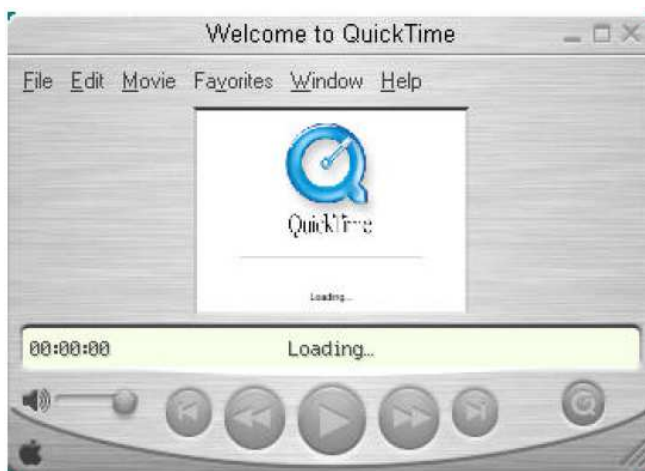 Welcome to QuickTime
File Edit Movie Favorites Window Help
QuickTime
Loading...
00:00:00 Loading...